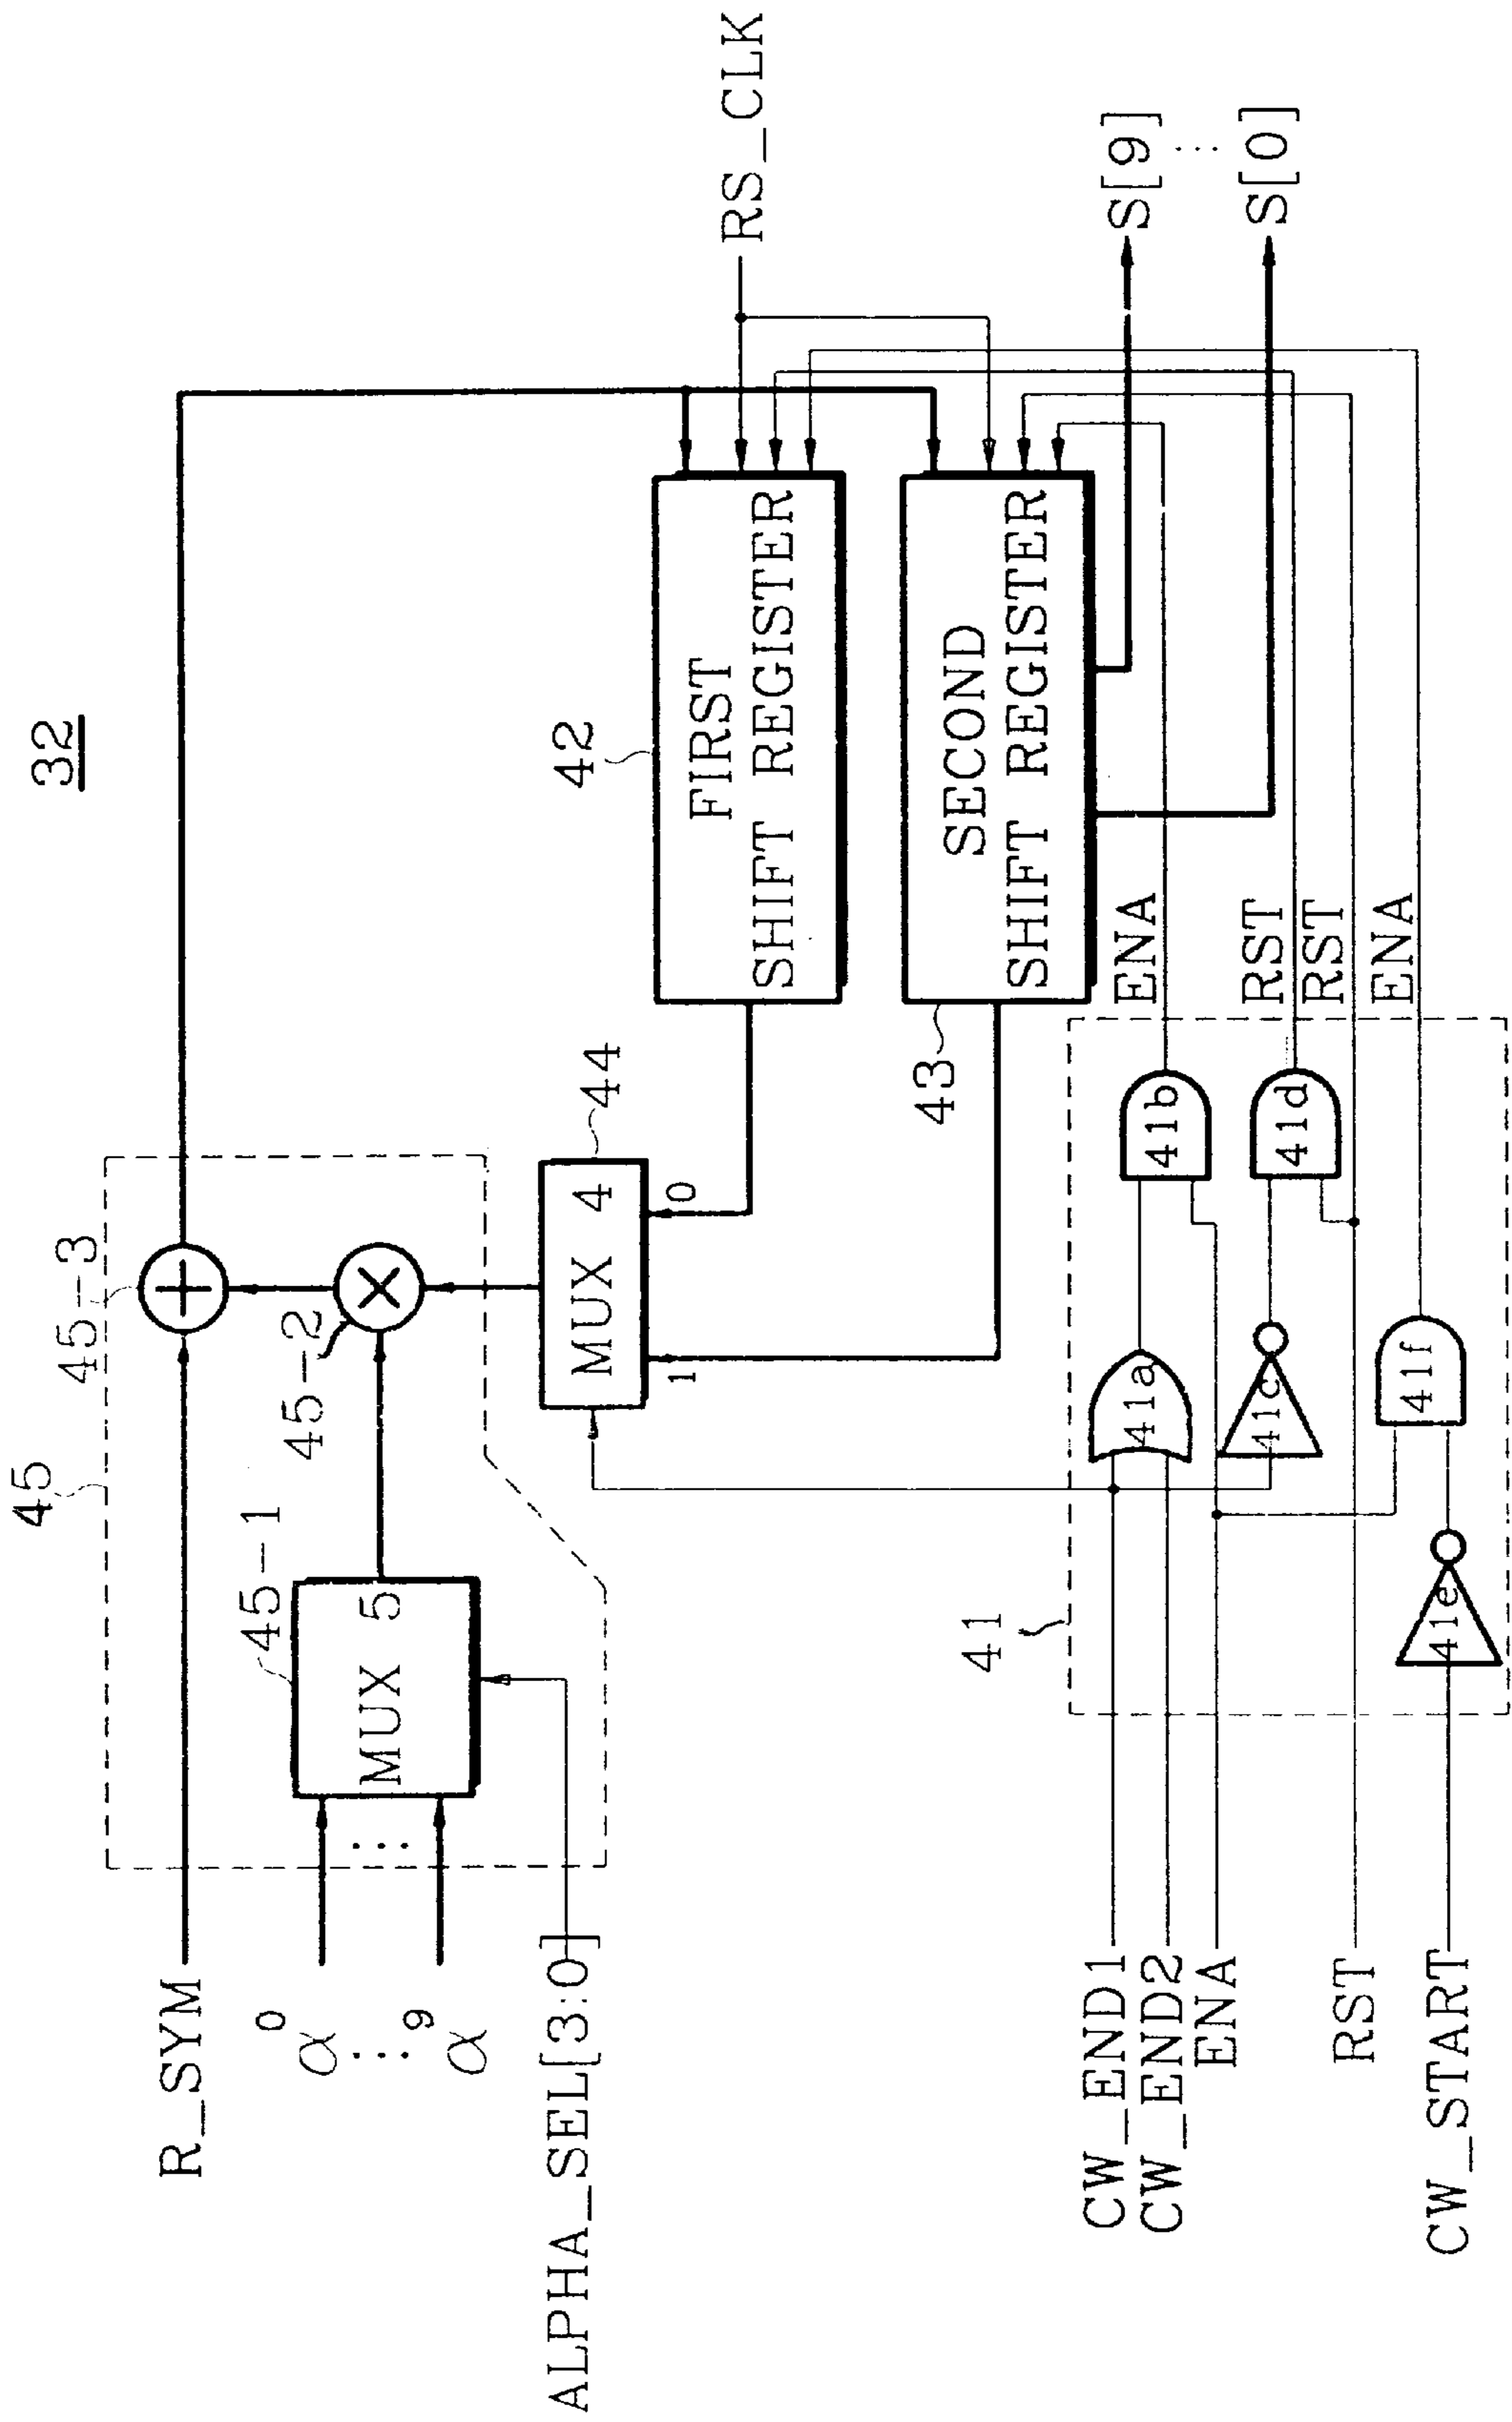 32
45
R_SYM
45-3
α0
⋮
α9
45-1
MUX 5
45-2
ALPHA_SEL[3:0]
44
MUX 4
1
0
42
FIRST
SHIFT REGISTER
RS_CLK
43
SECOND
SHIFT REGISTER
S[9]
⋮
S[0]
41
CW_END1
CW_END2
ENA
RST
CW_START
41a
41b
41c
41d
41e
41f
ENA
RST
RST
ENA